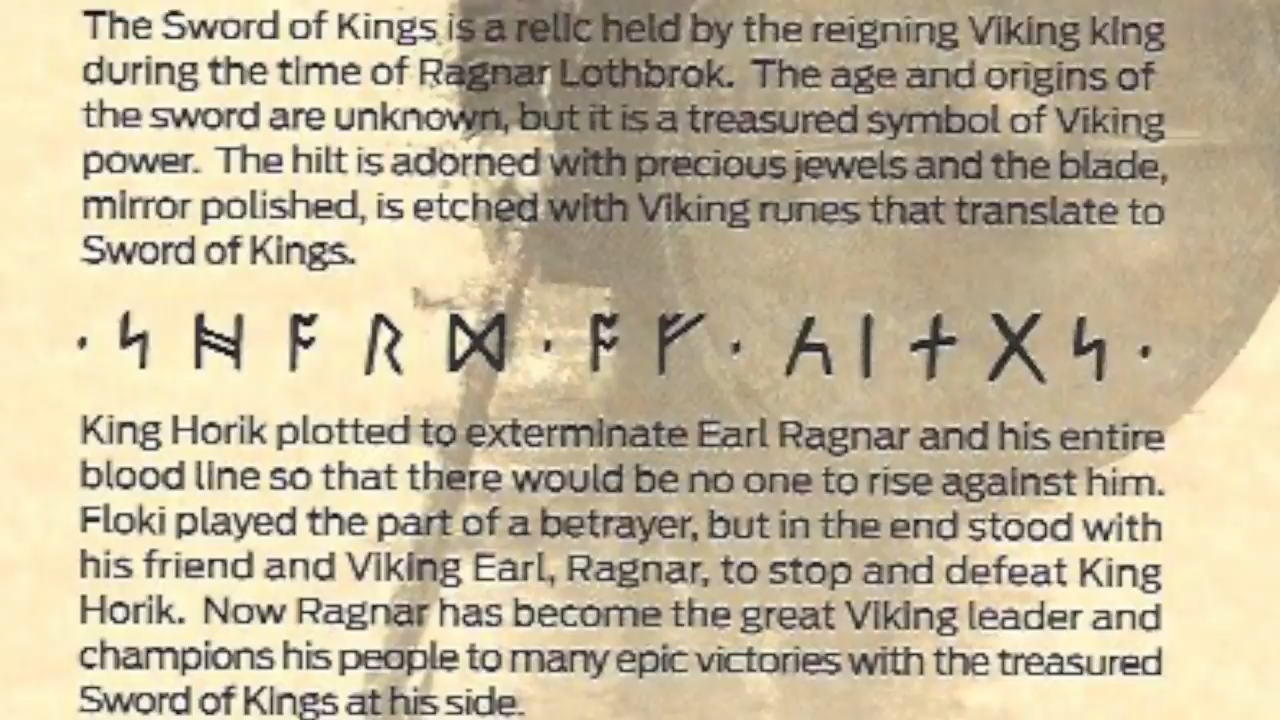 The Sword of Kings is a relic held by the reigning Viking king
during the time of Ragnar Lothbrok. The age and origins of
the sword are unknown, but it is a treasured symbol of Viking
power. The hilt is adorned with precious jewels and the blade,
mirror polished, is etched with Viking runes that translate to
Sword of Kings.
·ᛋᚻᚩᚱᛞ·ᚩᚠ·ᚳᛁᚾᚷᛋ·
King Horik plotted to exterminate Earl Ragnar and his entire
blood line so that there would be no one to rise against him.
Floki played the part of a betrayer, but in the end stood with
his friend and Viking Earl, Ragnar, to stop and defeat King
Horik. Now Ragnar has become the great Viking leader and
champions his people to many epic victories with the treasured
Sword of Kings at his side.